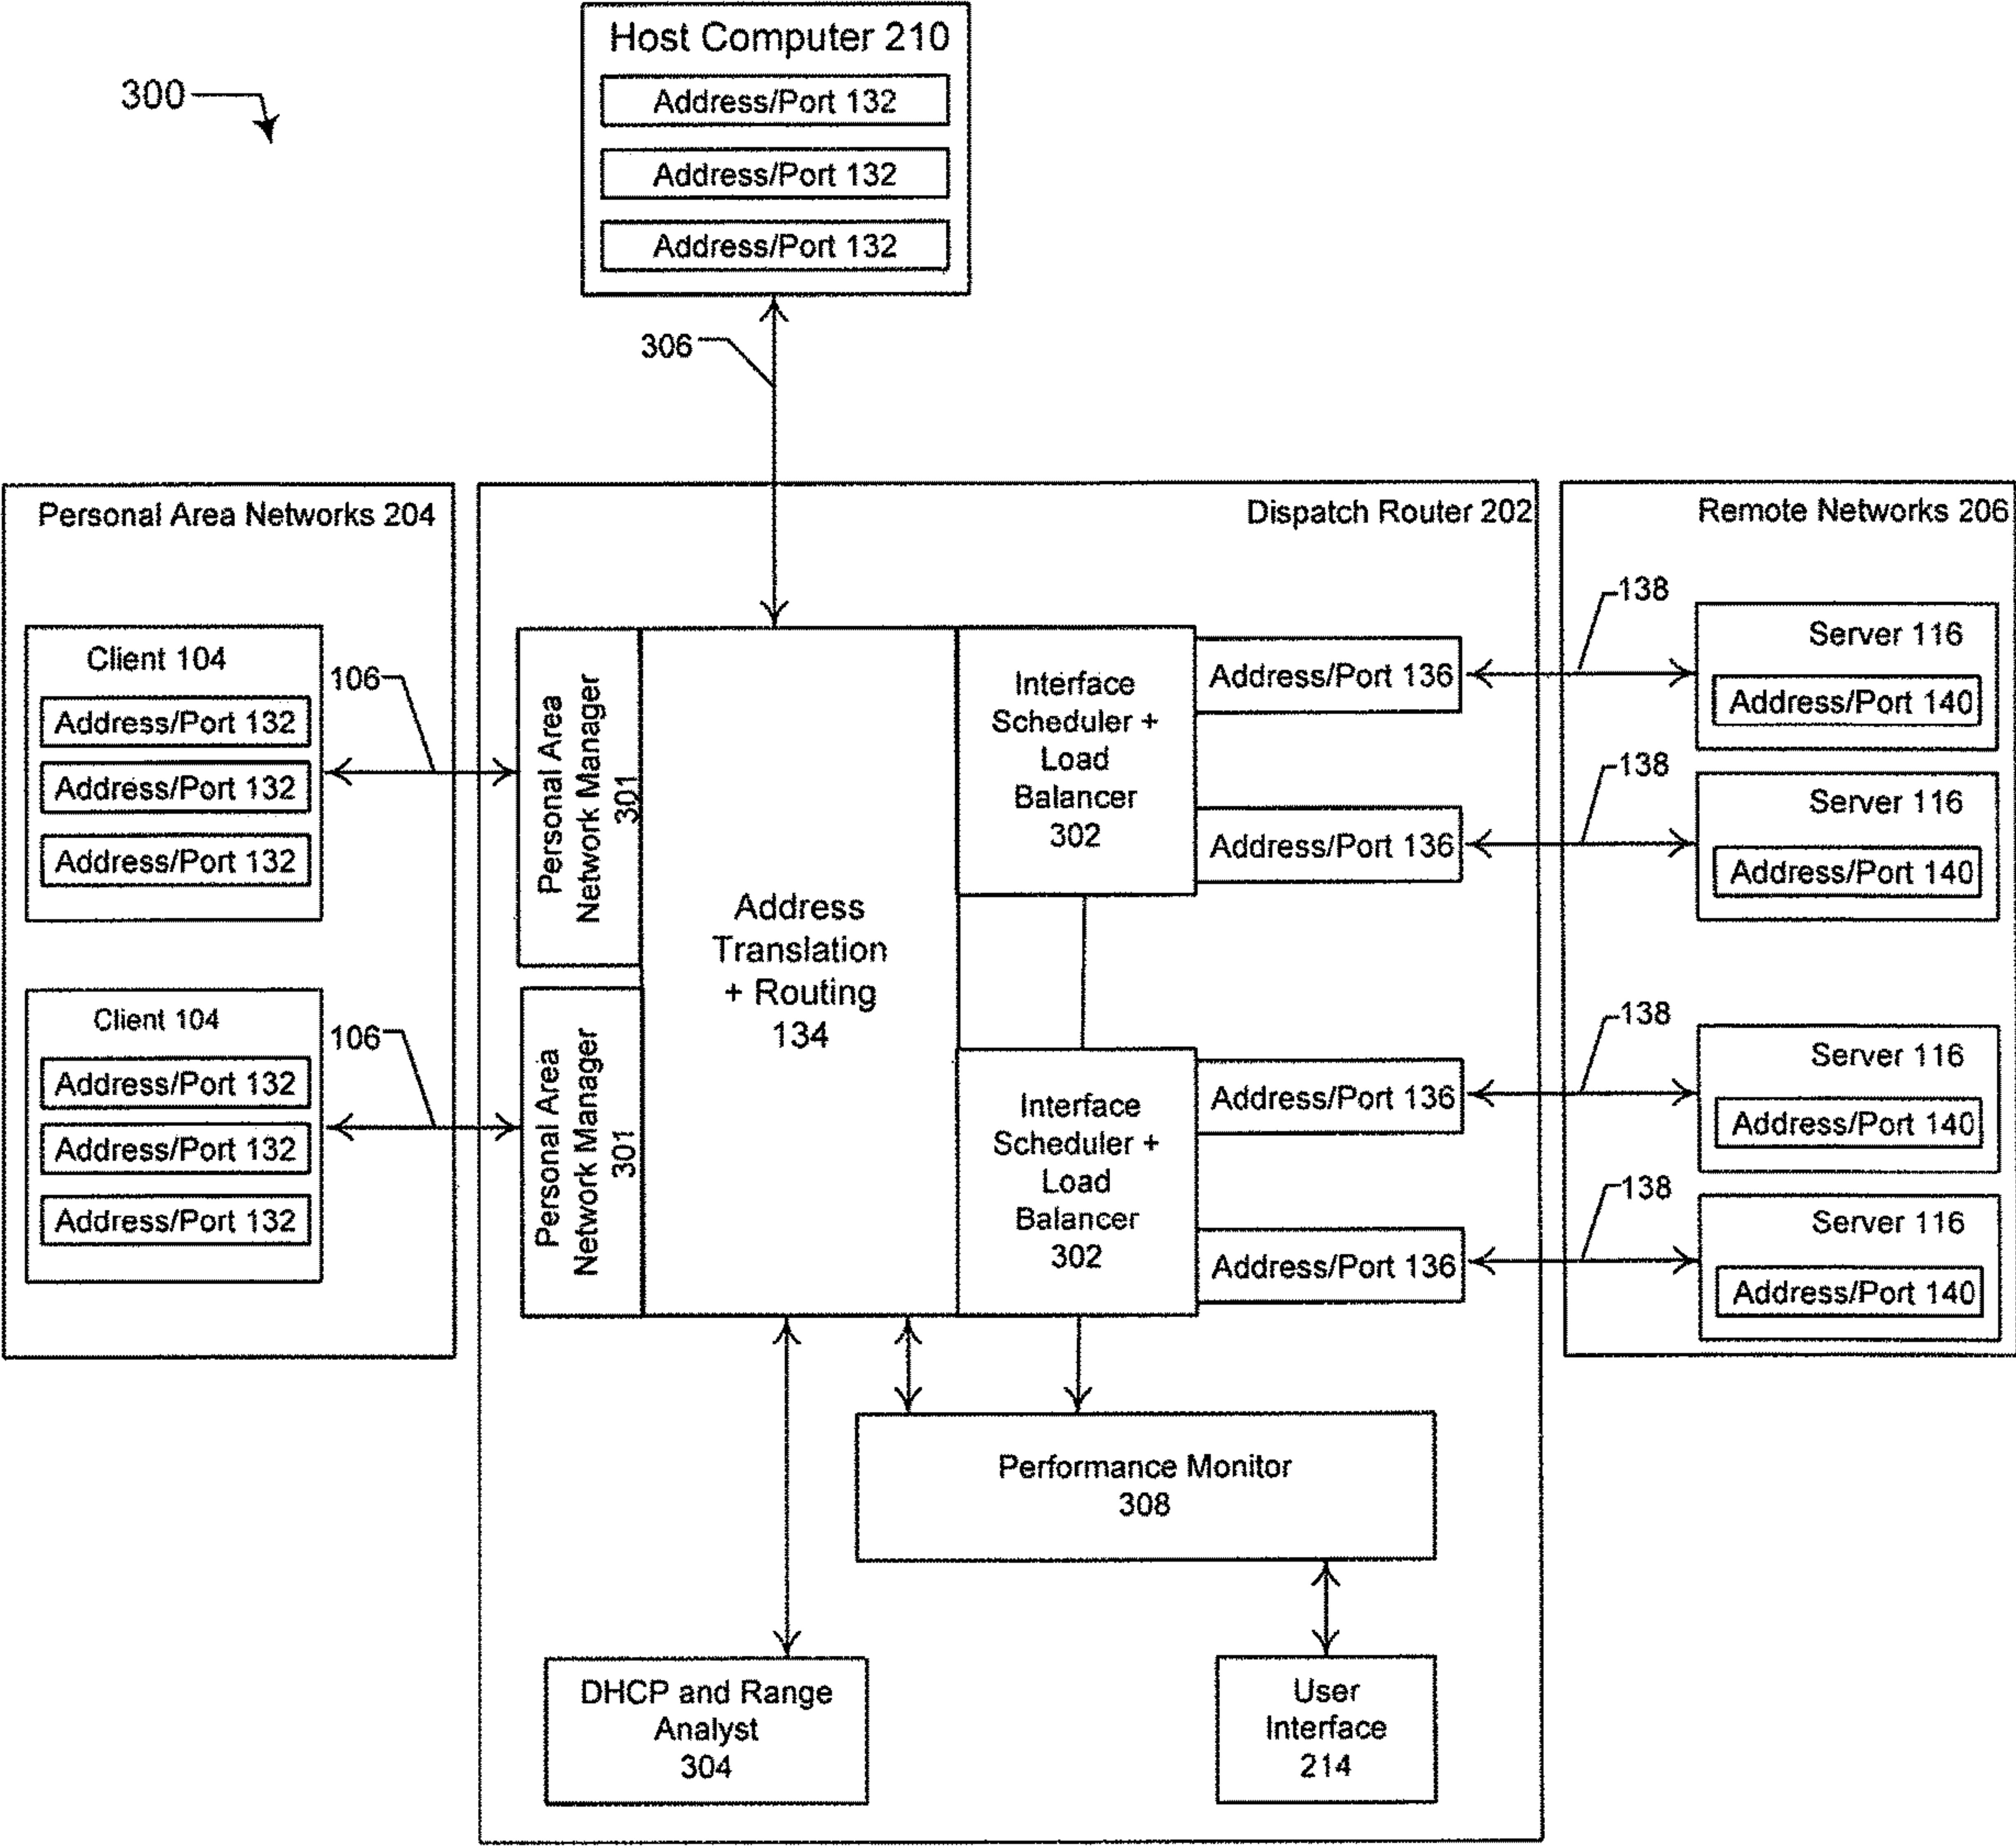 Host Computer 210
300
Address/Port 132
Address/Port 132
Address/Port 132
306
Personal Area Networks 204
Client 104
Address/Port 132
Address/Port 132
Address/Port 132
106
Client 104
Address/Port 132
Address/Port 132
Address/Port 132
106
Dispatch Router 202
Personal Area
Network Manager
301
Personal Area
Network Manager
301
Address
Translation
+ Routing
134
Interface
Scheduler +
Load
Balancer
302
Address/Port 136
Address/Port 136
Interface
Scheduler +
Load
Balancer
302
Address/Port 136
Address/Port 136
Performance Monitor
308
DHCP and Range
Analyst
304
User
Interface
214
Remote Networks 206
138
Server 116
Address/Port 140
138
Server 116
Address/Port 140
138
Server 116
Address/Port 140
138
Server 116
Address/Port 140